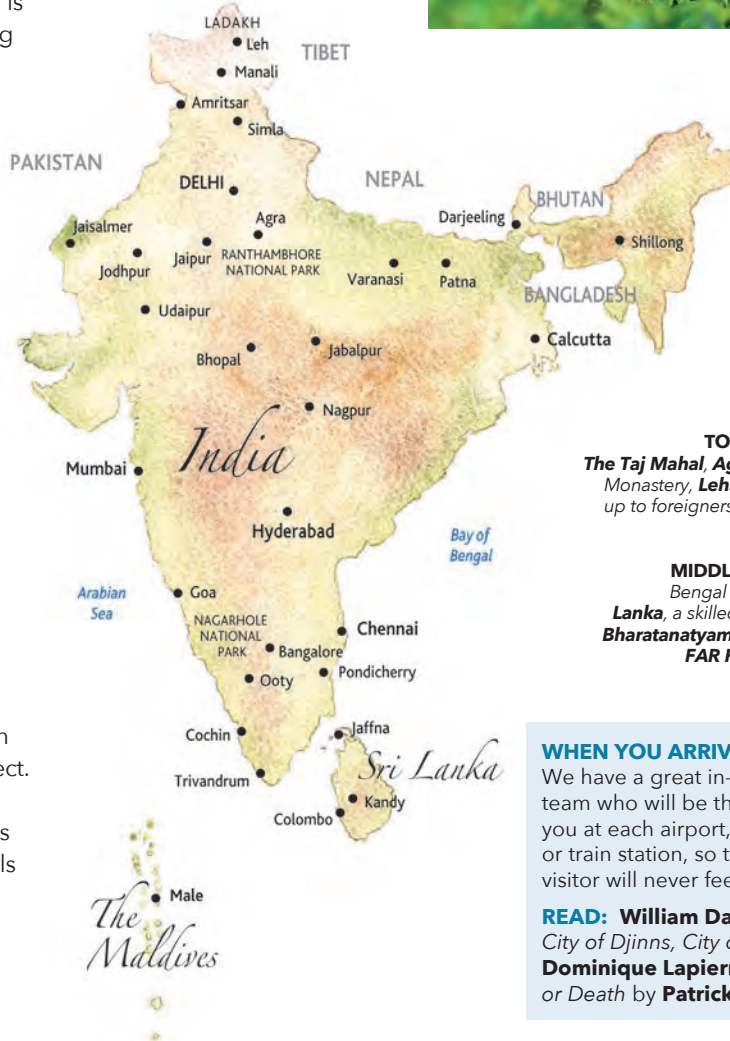 is
ng
LADAKH
Leh
TIBET
Manali
Amritsar
Simla
PAKISTAN
DELHI
NEPAL
BHUTAN
Darjeeling
Shillong
Jaisalmer
Agra
Jodhpur
Jaipur
RANTHAMBHORE
NATIONAL PARK
Varanasi
Patna
BANGLADESH
Udaipur
Calcutta
Bhopal
Jabalpur
Nagpur
India
Mumbai
Hyderabad
Bay of
Bengal
Arabian
Sea
Goa
NAGARHOLE
NATIONAL
PARK
Chennai
Bangalore
Pondicherry
Ooty
Cochin
Jaffna
Trivandrum
Sri Lanka
Kandy
Colombo
Male
The
Maldives
TO
The Taj Mahal, Ag
Monastery, Leh
up to foreigners
MIDDL
Bengal
Lanka, a skilled
Bharatanatyam
FAR
n
ect.
s
ls
WHEN YOU ARRIV
We have a great in-
team who will be th
you at each airport,
or train station, so t
visitor will never fee
READ: William Da
City of Djinns, City
Dominique Lapierr
or Death by Patrick